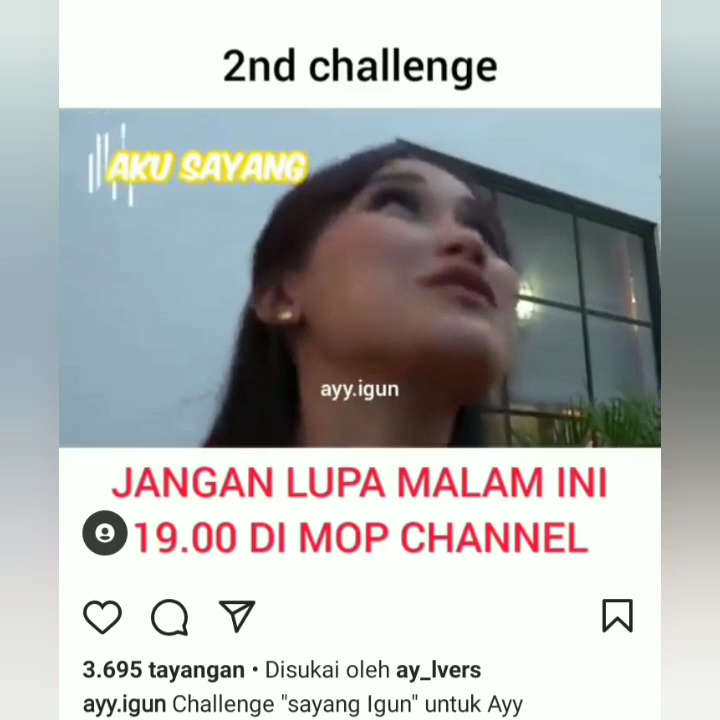 2nd challenge
AKU SAYANG
ayy.igun
JANGAN LUPA MALAM INI
19.00 DI MOP CHANNEL
3.695 tayangan • Disukai oleh ay_lvers
ayy.igun Challenge "sayang Igun" untuk Ayy